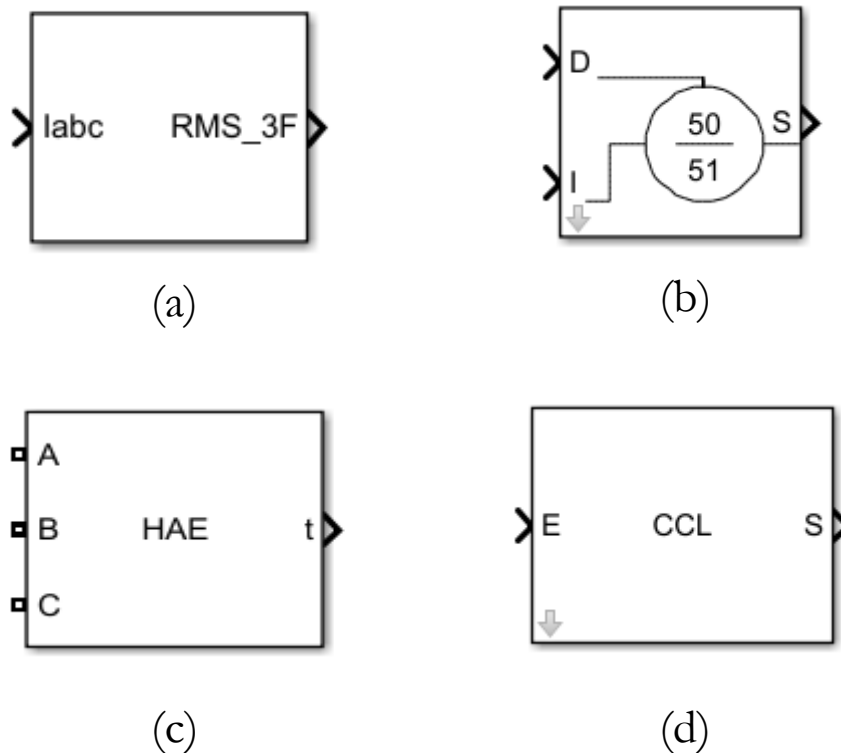 Iabc RMS_3F
D
50
S
51
I
(a)
(b)
A
B HAE t
C
E CCL S
(c)
(d)